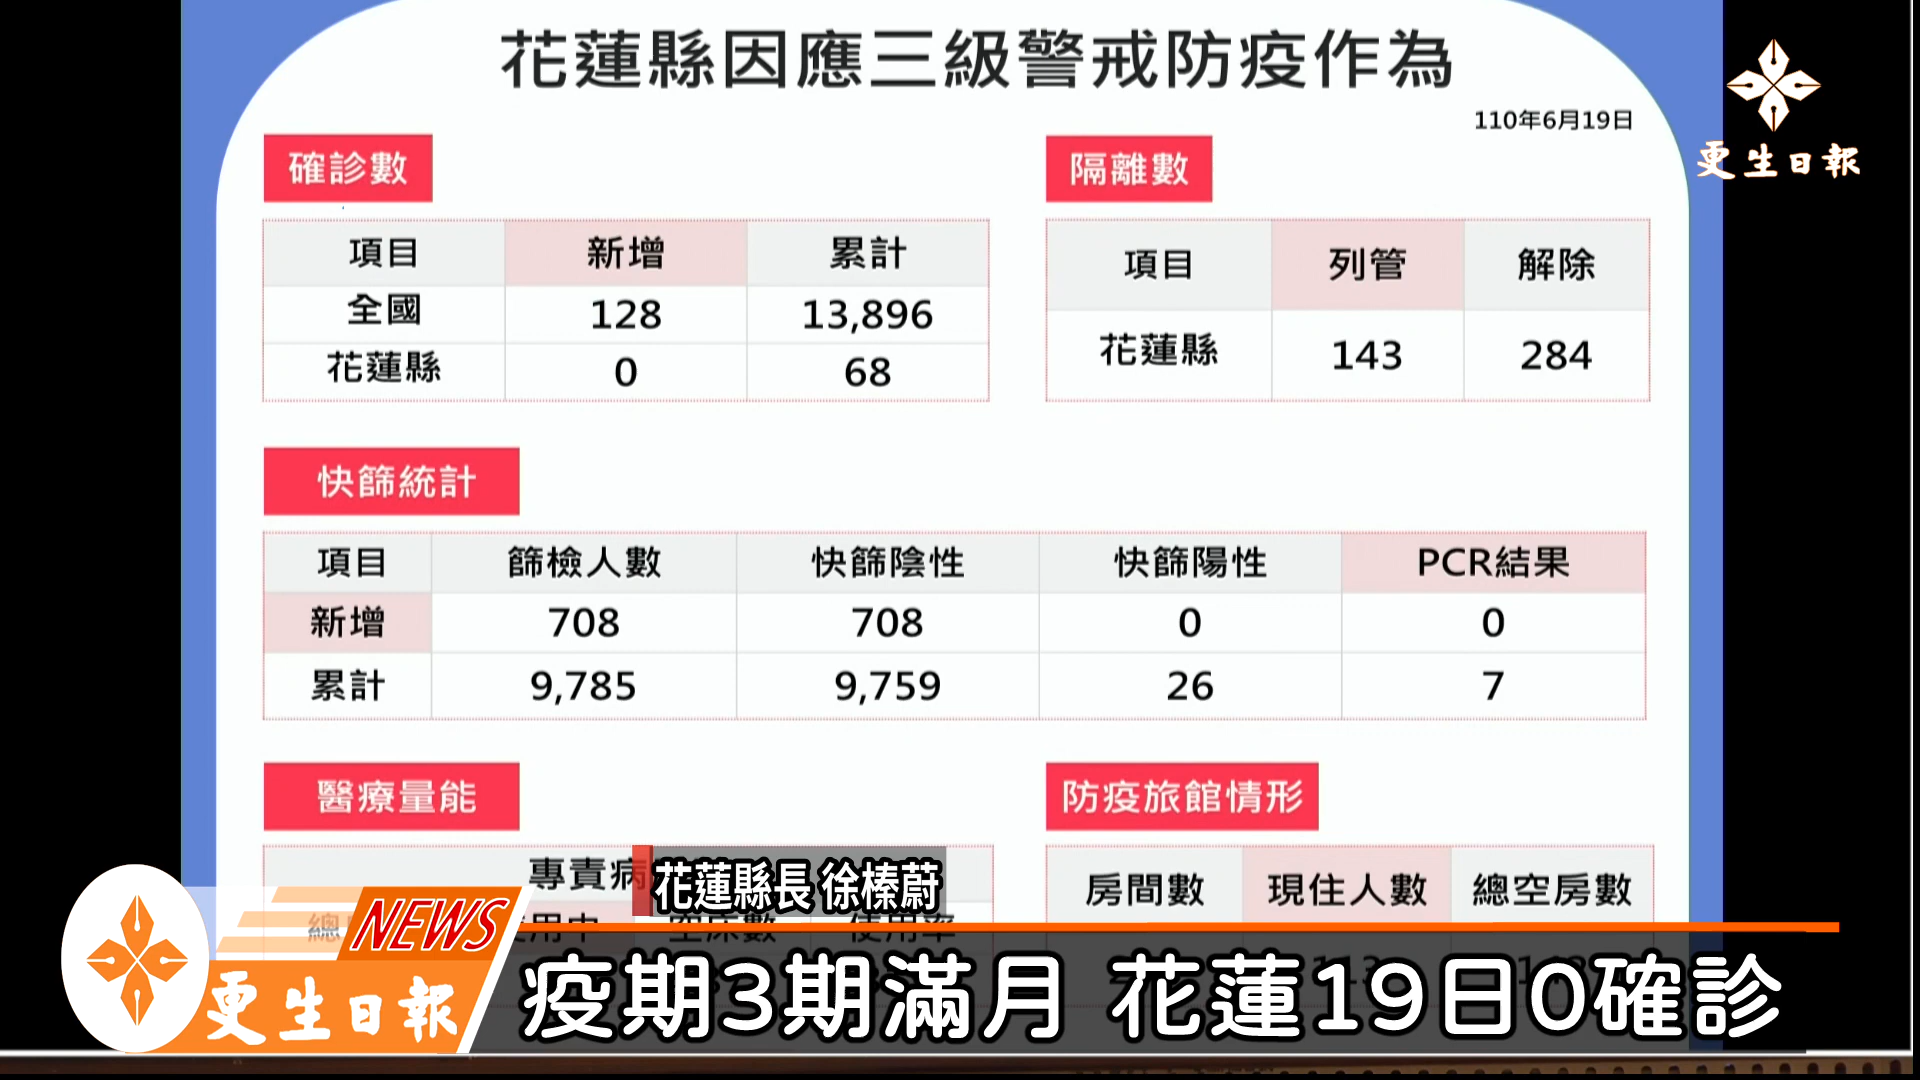 花蓮縣因應三級警戒防疫作為
110年6月19日
更生日報
確診數
項目 新增 累計
全國 128 13,896
花蓮縣 0 68
隔離數
項目 列管 解除
花蓮縣 143 284
快篩統計
項目 篩檢人數 快篩陰性 快篩陽性 PCR結果
新增 708 708 0 0
累計 9,785 9,759 26 7
醫療量能
專責病
使用率
防疫旅館情形
房間數 現住人數 總空房數
花蓮縣長 徐榛蔚
NEWS
更生日報
疫期3期滿月 花蓮19日0確診